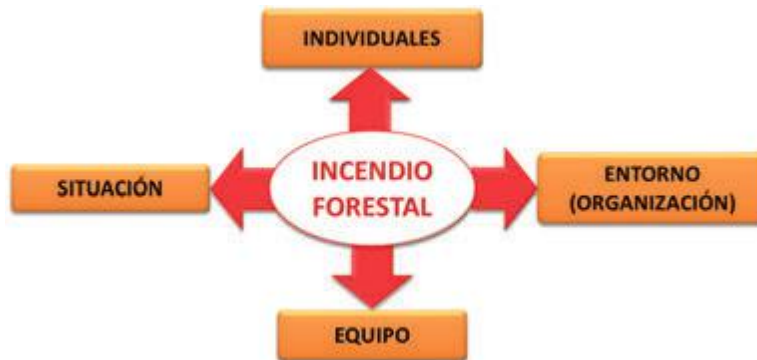 INDIVIDUALES
SITUACIÓN
INCENDIO
FORESTAL
ENTORNO
(ORGANIZACIÓN)
EQUIPO